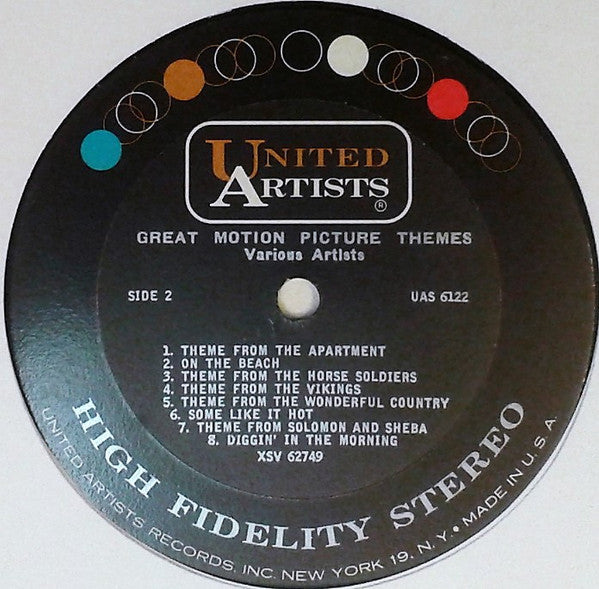 UNITED
ARTISTS
®
GREAT MOTION PICTURE THEMES
Various Artists
SIDE 2
UAS 6122
1. THEME FROM THE APARTMENT
2. ON THE BEACH
3. THEME FROM THE HORSE SOLDIERS
4. THEME FROM THE VIKINGS
5. THEME FROM THE WONDERFUL COUNTRY
6. SOME LIKE IT HOT
7. THEME FROM SOLOMON AND SHEBA
8. DIGGIN' IN THE MORNING
XSV 62749
HIGH FIDELITY STEREO
UNITED ARTISTS RECORDS, INC. NEW YORK 19, N. Y. • MADE IN U. S. A.